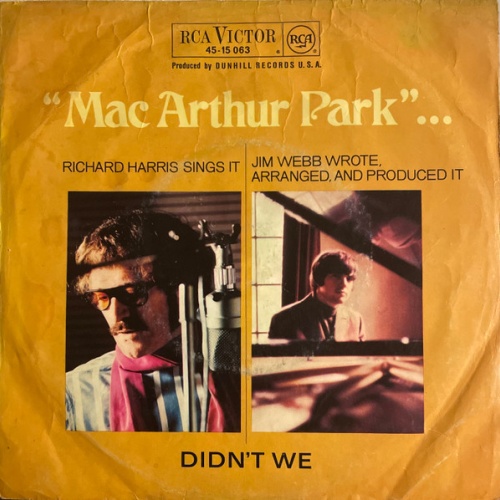 RCA VICTOR RCA
45-15 063
Produced by DUNHILL RECORDS U.S.A.
“Mac Arthur Park”...
RICHARD HARRIS SINGS IT
JIM WEBB WROTE,
ARRANGED, AND PRODUCED IT
DIDN'T WE